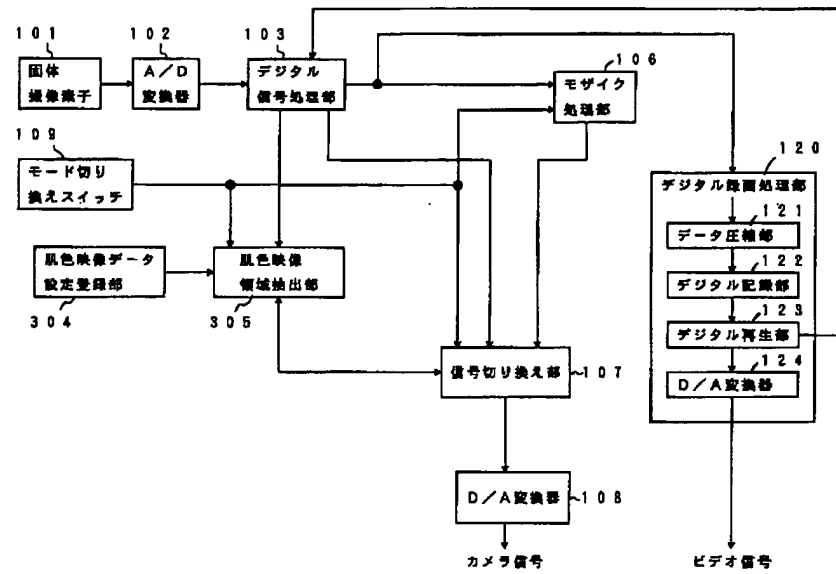 101
固体
撮像素子
102
A/D
変換器
103
デジタル
信号処理部
106
モザイク
処理部
109
モード切り
換えスイッチ
肌色映像データ
設定登録部
304
肌色映像
領域抽出部
305
信号切り換え部
107
D/A変換器
108
カメラ信号
120
デジタル録画処理部
121
データ圧縮部
122
デジタル記録部
123
デジタル再生部
124
D/A変換器
ビデオ信号